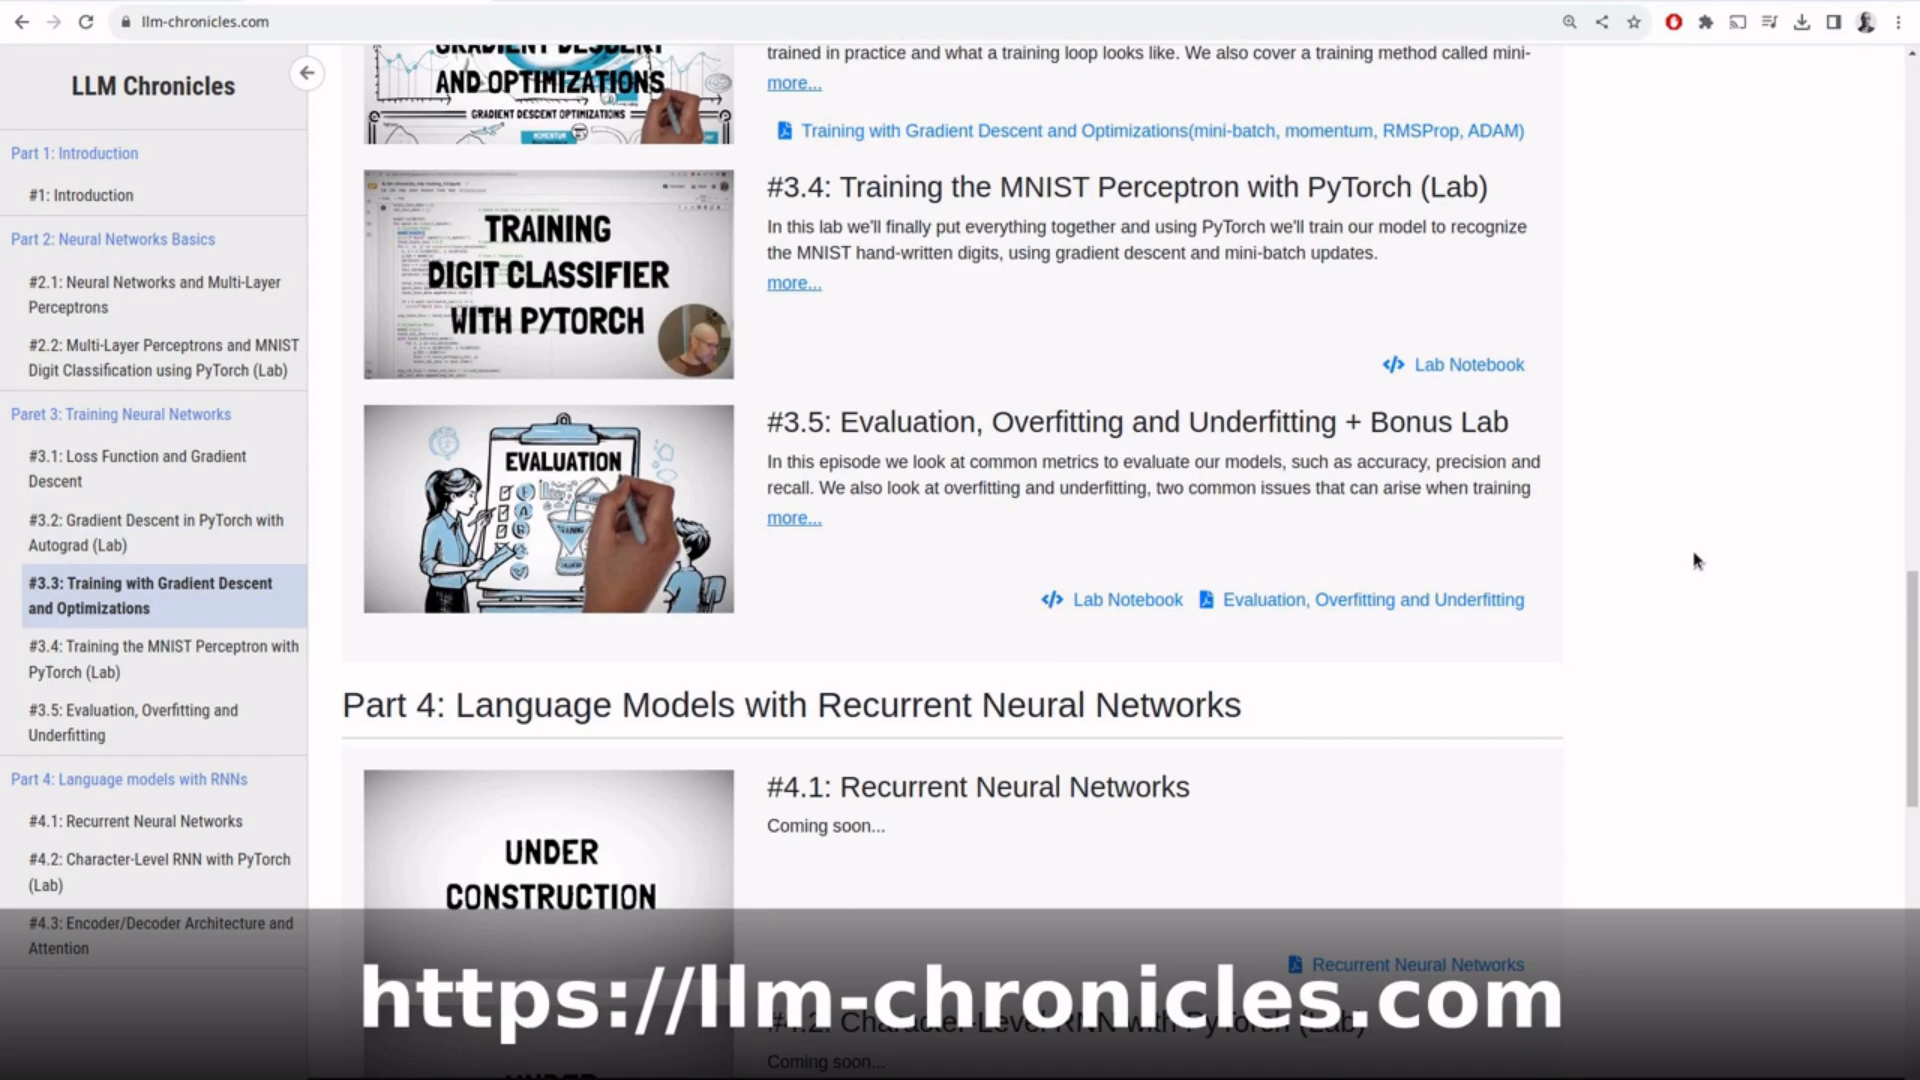 llm-chronicles.com
LLM Chronicles
Part 1: Introduction
#1: Introduction
Part 2: Neural Networks Basics
#2.1: Neural Networks and Multi-Layer
Perceptrons
#2.2: Multi-Layer Perceptrons and MNIST
Digit Classification using PyTorch (Lab)
Paret 3: Training Neural Networks
#3.1: Loss Function and Gradient
Descent
#3.2: Gradient Descent in PyTorch with
Autograd (Lab)
#3.3: Training with Gradient Descent
and Optimizations
#3.4: Training the MNIST Perceptron with
PyTorch (Lab)
#3.5: Evaluation, Overfitting and
Underfitting
Part 4: Language models with RNNs
#4.1: Recurrent Neural Networks
#4.2: Character-Level RNN with PyTorch
(Lab)
#4.3: Encoder/Decoder Architecture and
Attention
GRADIENT DESCENT
AND OPTIMIZATIONS
GRADIENT DESCENT OPTIMIZATIONS
MOMENTUM
trained in practice and what a training loop looks like. We also cover a training method called mini-
more...
Training with Gradient Descent and Optimizations(mini-batch, momentum, RMSProp, ADAM)
TRAINING
DIGIT CLASSIFIER
WITH PYTORCH
#3.4: Training the MNIST Perceptron with PyTorch (Lab)
In this lab we'll finally put everything together and using PyTorch we'll train our model to recognize
the MNIST hand-written digits, using gradient descent and mini-batch updates.
more...
Lab Notebook
EVALUATION
#3.5: Evaluation, Overfitting and Underfitting + Bonus Lab
In this episode we look at common metrics to evaluate our models, such as accuracy, precision and
recall. We also look at overfitting and underfitting, two common issues that can arise when training
more...
Lab Notebook
Evaluation, Overfitting and Underfitting
Part 4: Language Models with Recurrent Neural Networks
UNDER
CONSTRUCTION
#4.1: Recurrent Neural Networks
Coming soon...
Recurrent Neural Networks
https://llm-chronicles.com
#4.2: Character-Level RNN with PyTorch (Lab)
Coming soon...
UNDER